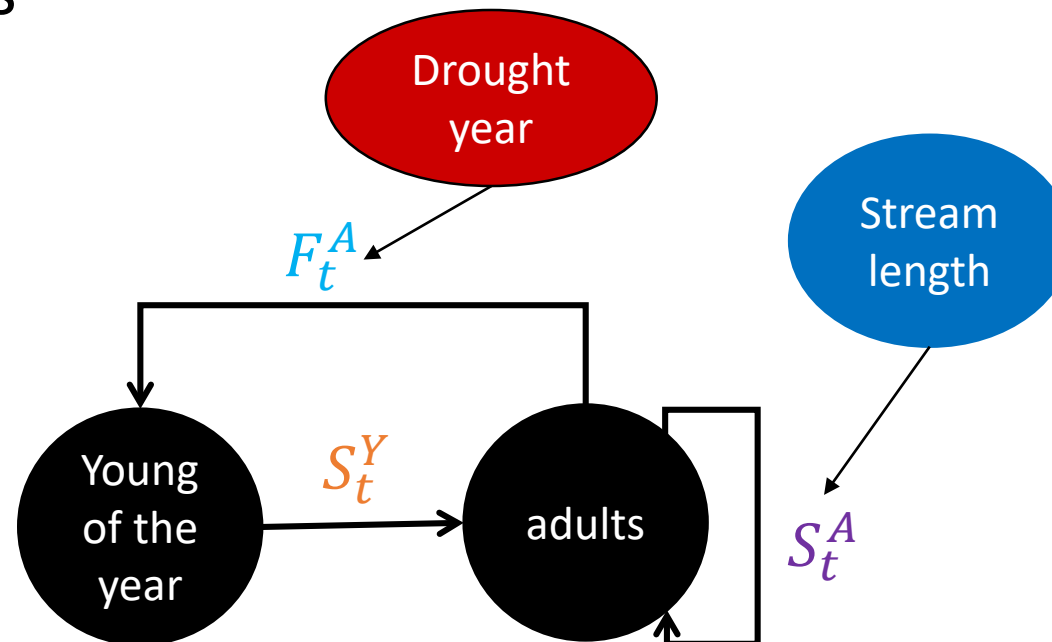 Drought
year
Stream
length
F_t^A
Young
of the
year
S_t^Y
adults
S_t^A